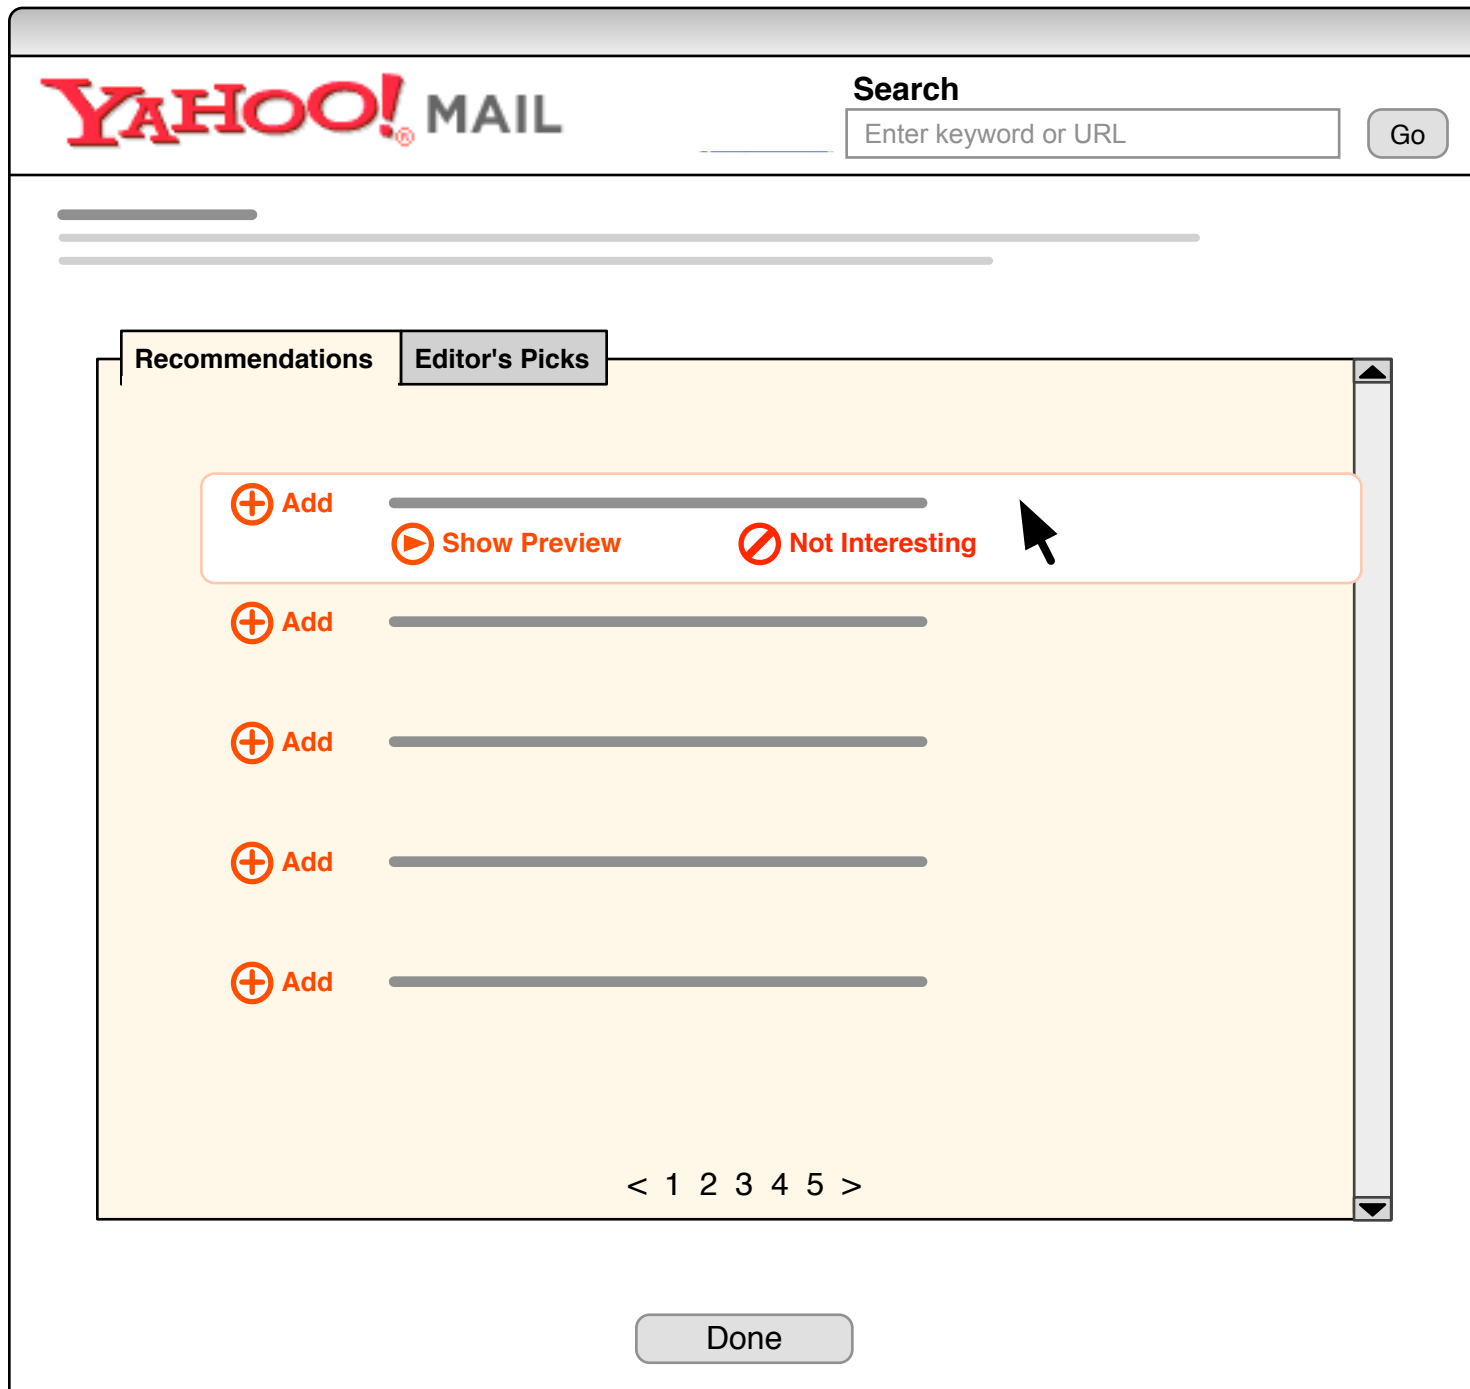 YAHOO!® MAIL
Search
Enter keyword or URL
Go
Recommendations
Editor's Picks
Add
Show Preview
Not Interesting
Add
Add
Add
Add
< 1 2 3 4 5 >
Done